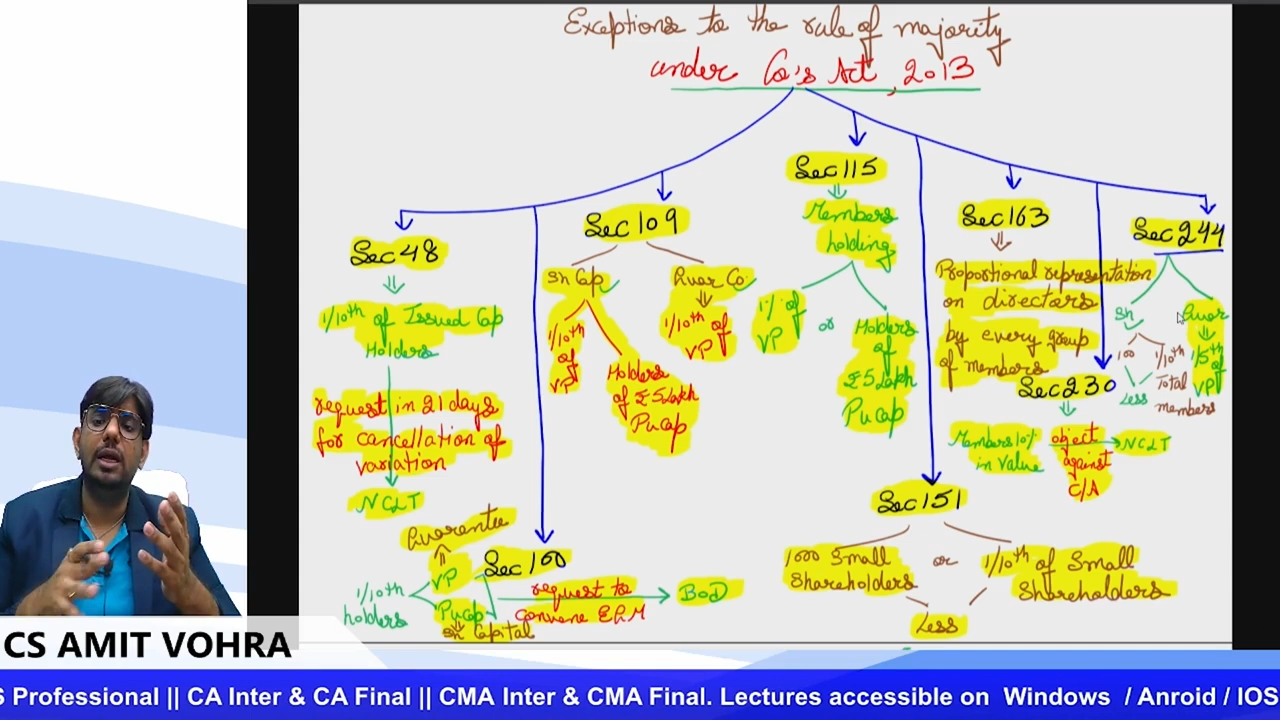 Exceptions to the rule of majority
under Co's Act, 2013
Sec 48
1/10th of Issued Cap
Holders
request in 21 days
for cancellation of
variation
NCLT
Sec 100
Guarantee
VP
1/10th
holders
Pucap
Sh Capital
request to
Convene EGM
BOD
Sec 109
Sh Cap
1/10th
of
VP
Holders
of ₹5 Lakh
Pucap
Guar Co
1/10th of
VP
Sec 115
Members
holding
1% of
VP
or
Holders
of
₹5 Lakh
Pucap
Sec 151
1000 Small
Shareholders
or
1/10th of Small
Shareholders
Less
Sec 163
Proportional representation
on directors
by every group
of members
Sec 230
Members 10%
in Value
object
against
C/A
NCLT
Sec 244
Sh
100
1/10th
Total
members
Less
Guar
1/5th
of
VP
CS AMIT VOHRA
S Professional || CA Inter & CA Final || CMA Inter & CMA Final. Lectures accessible on Windows / Anroid / IOS